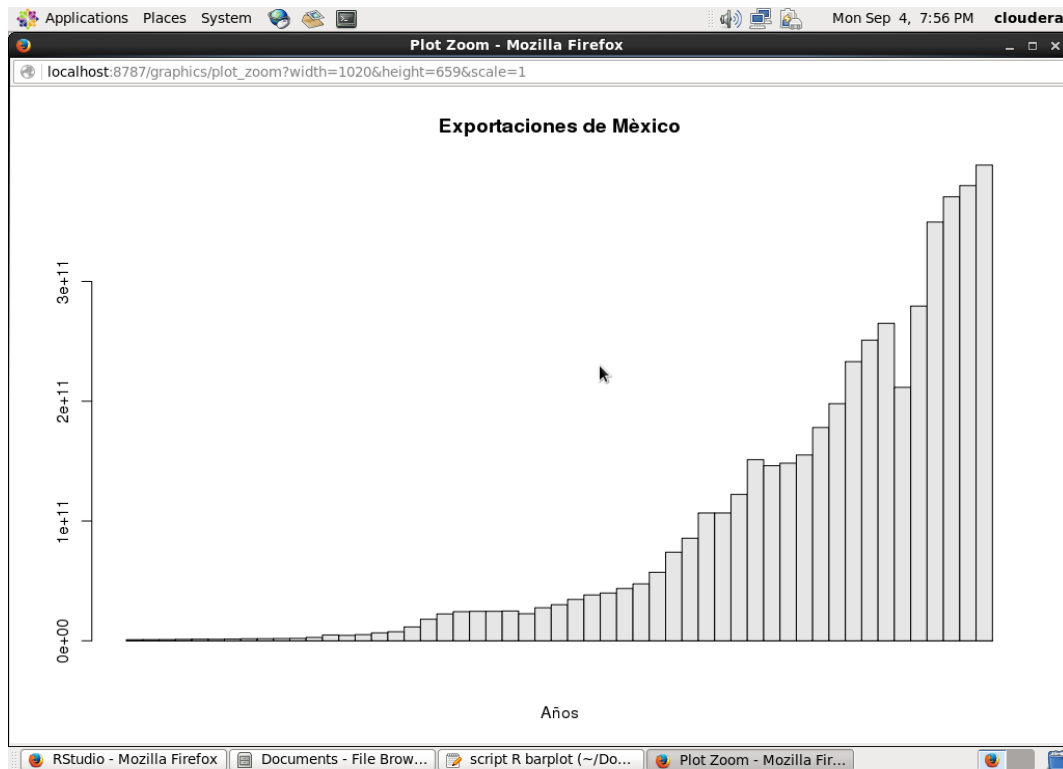 Applications Places System Mon Sep 4, 7:56 PM cloudera
Plot Zoom - Mozilla Firefox
localhost:8787/graphics/plot_zoom?width=1020&height=659&scale=1
Exportaciones de Mèxico
3e+11
2e+11
1e+11
0e+00
Años
RStudio - Mozilla Firefox Documents - File Brow... script R barplot (~/Do... Plot Zoom - Mozilla Fir...